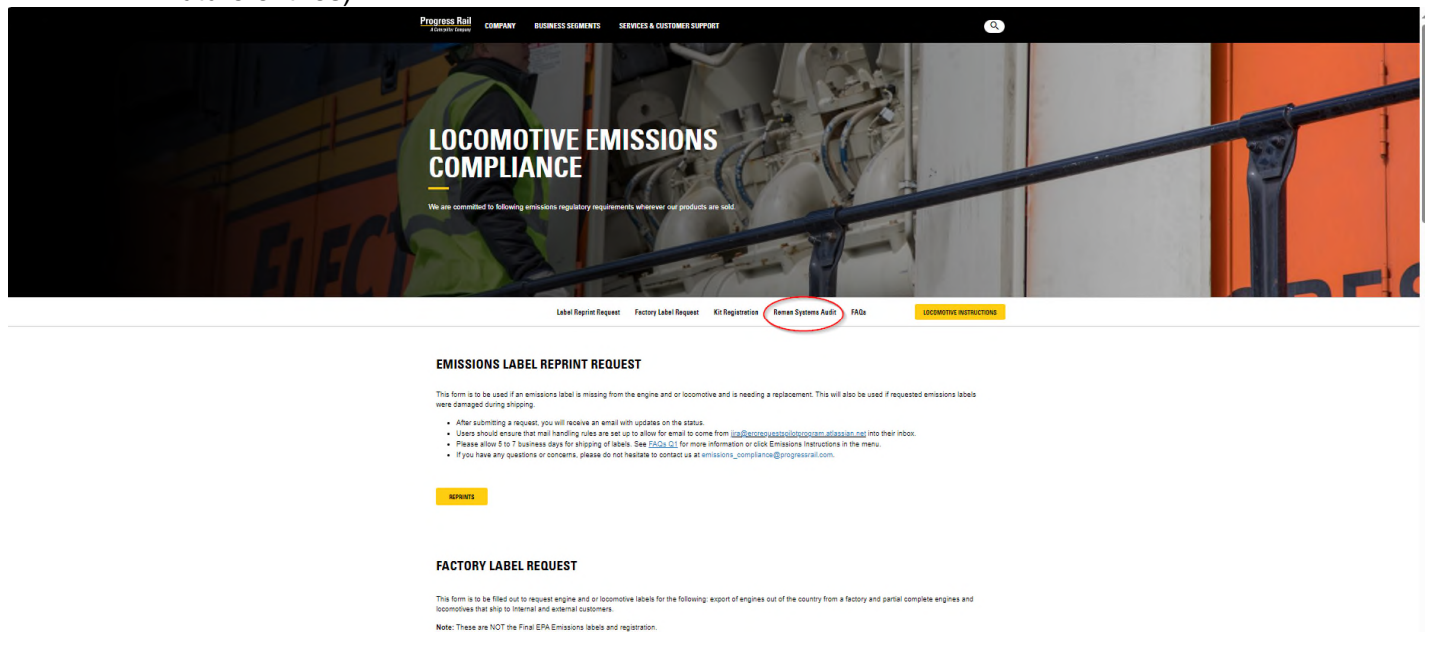 Progress Rail
A Caterpillar Company
COMPANY BUSINESS SEGMENTS SERVICES & CUSTOMER SUPPORT
LOCOMOTIVE EMISSIONS
COMPLIANCE
We are committed to following emissions regulatory requirements wherever our products are sold.
ELEC
Label Reprint Request Factory Label Request Kit Registration Reman Systems Audit FAQs LOCOMOTIVE INSTRUCTIONS
EMISSIONS LABEL REPRINT REQUEST
This form is to be used if an emissions label is missing from the engine and or locomotive and is needing a replacement. This will also be used if requested emissions labels
were damaged during shipping.
• After submitting a request, you will receive an email with updates on the status.
• Users should ensure that mail handling rules are set up to allow for email to come from jira@ercrequestspilotprogram.atlassian.net into their inbox.
• Please allow 5 to 7 business days for shipping of labels. See FAQs Q1 for more information or click Emissions Instructions in the menu.
• If you have any questions or concerns, please do not hesitate to contact us at emissions_compliance@progressrail.com.
REPRINTS
FACTORY LABEL REQUEST
This form is to be filled out to request engine and or locomotive labels for the following: export of engines out of the country from a factory and partial complete engines and
locomotives that ship to Internal and external customers.
Note: These are NOT the Final EPA Emissions labels and registration.